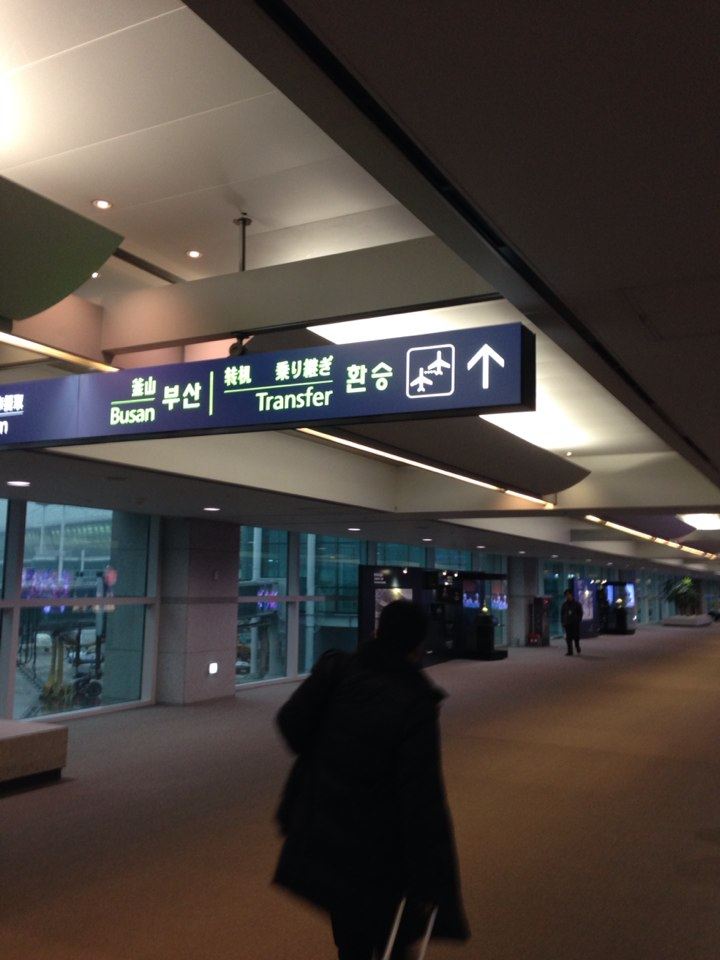 釜山
Busan
부산
转机 乗り継ぎ
Transfer
환승